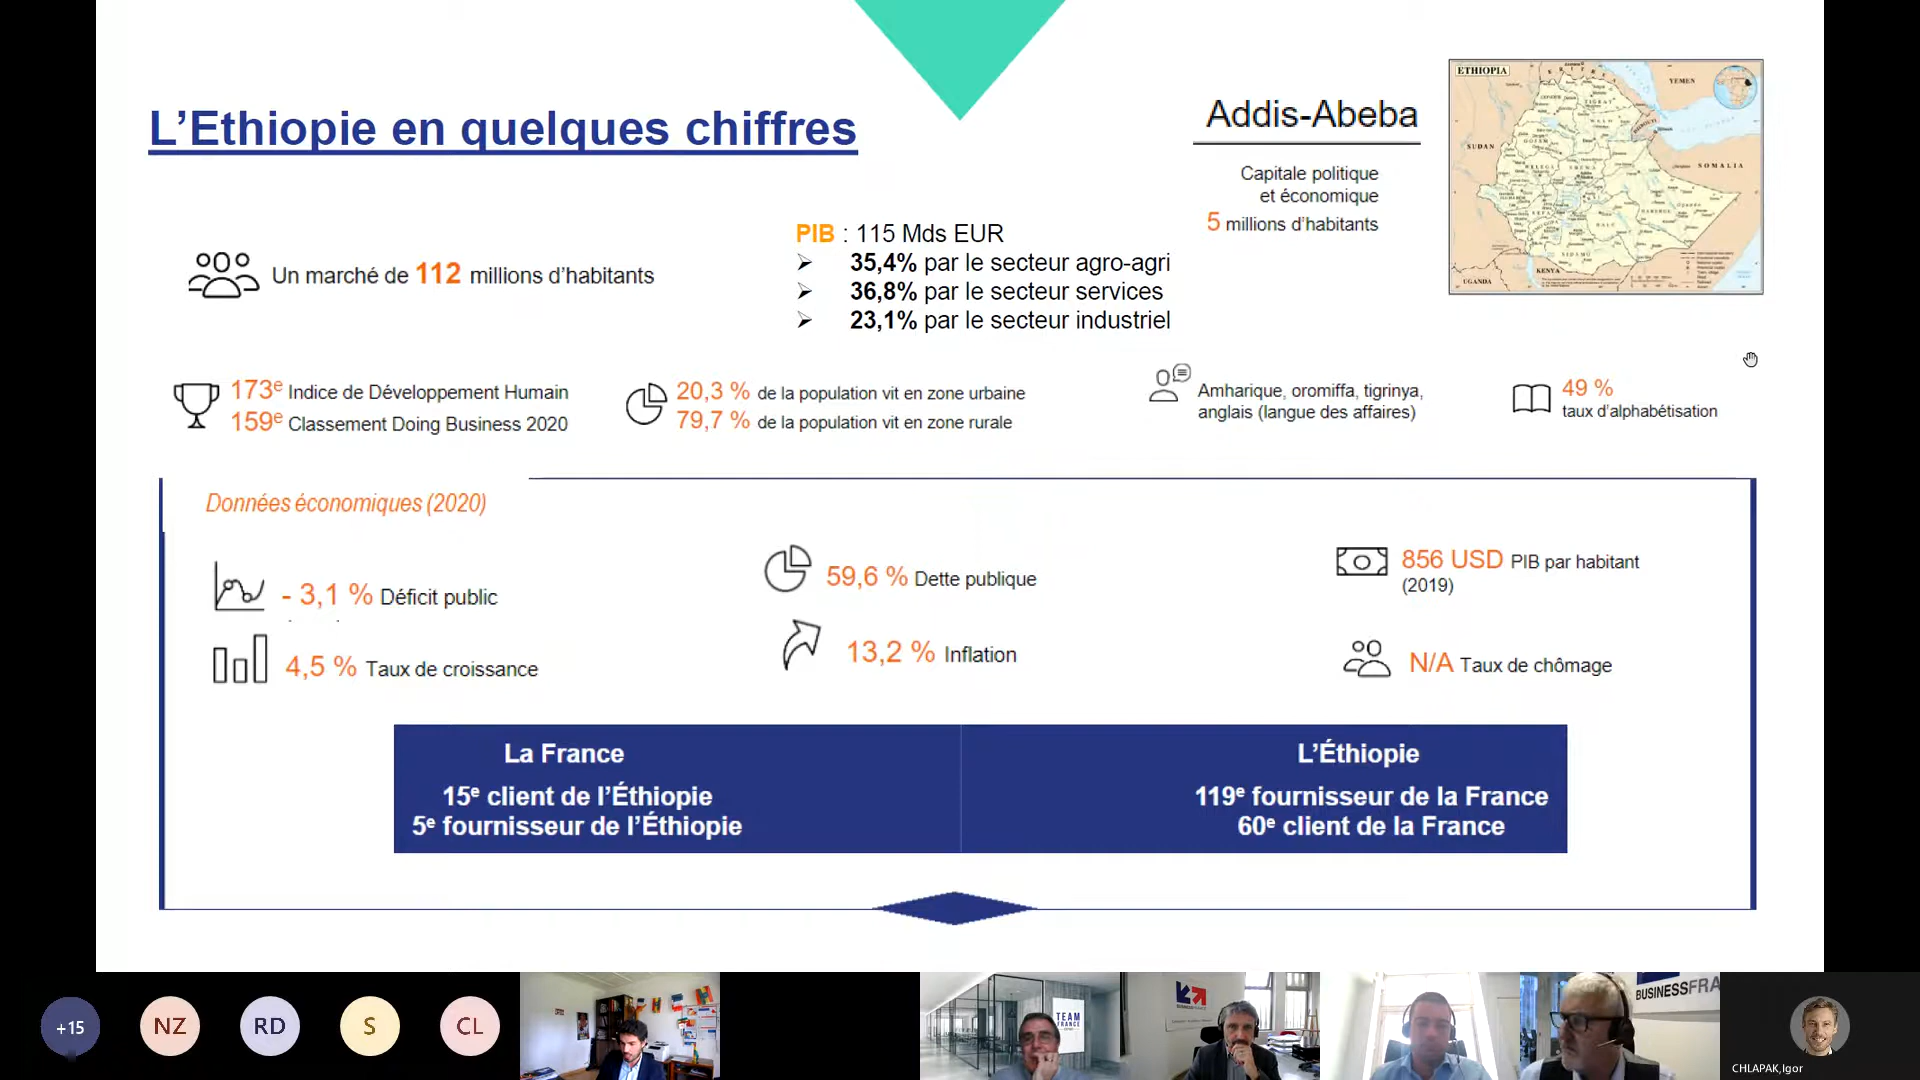 L’Ethiopie en quelques chiffres
Addis-Abeba
Capitale politique
et économique
5 millions d’habitants
ETHIOPIA
YEMEN
SUDAN
SOMALIA
KENYA
UGANDA
Un marché de 112 millions d’habitants
PIB : 115 Mds EUR
➢ 35,4% par le secteur agro-agri
➢ 36,8% par le secteur services
➢ 23,1% par le secteur industriel
173e Indice de Développement Humain
159e Classement Doing Business 2020
20,3 % de la population vit en zone urbaine
79,7 % de la population vit en zone rurale
Amharique, oromiffa, tigrinya,
anglais (langue des affaires)
49 %
taux d’alphabétisation
Données économiques (2020)
- 3,1 % Déficit public
4,5 % Taux de croissance
59,6 % Dette publique
13,2 % Inflation
856 USD PIB par habitant
(2019)
N/A Taux de chômage
La France
15e client de l’Éthiopie
5e fournisseur de l’Éthiopie
L’Éthiopie
119e fournisseur de la France
60e client de la France
+15
NZ
RD
S
CL
TEAM
FRANCE
BUSINESSFRA
CHLAPAK,Igor